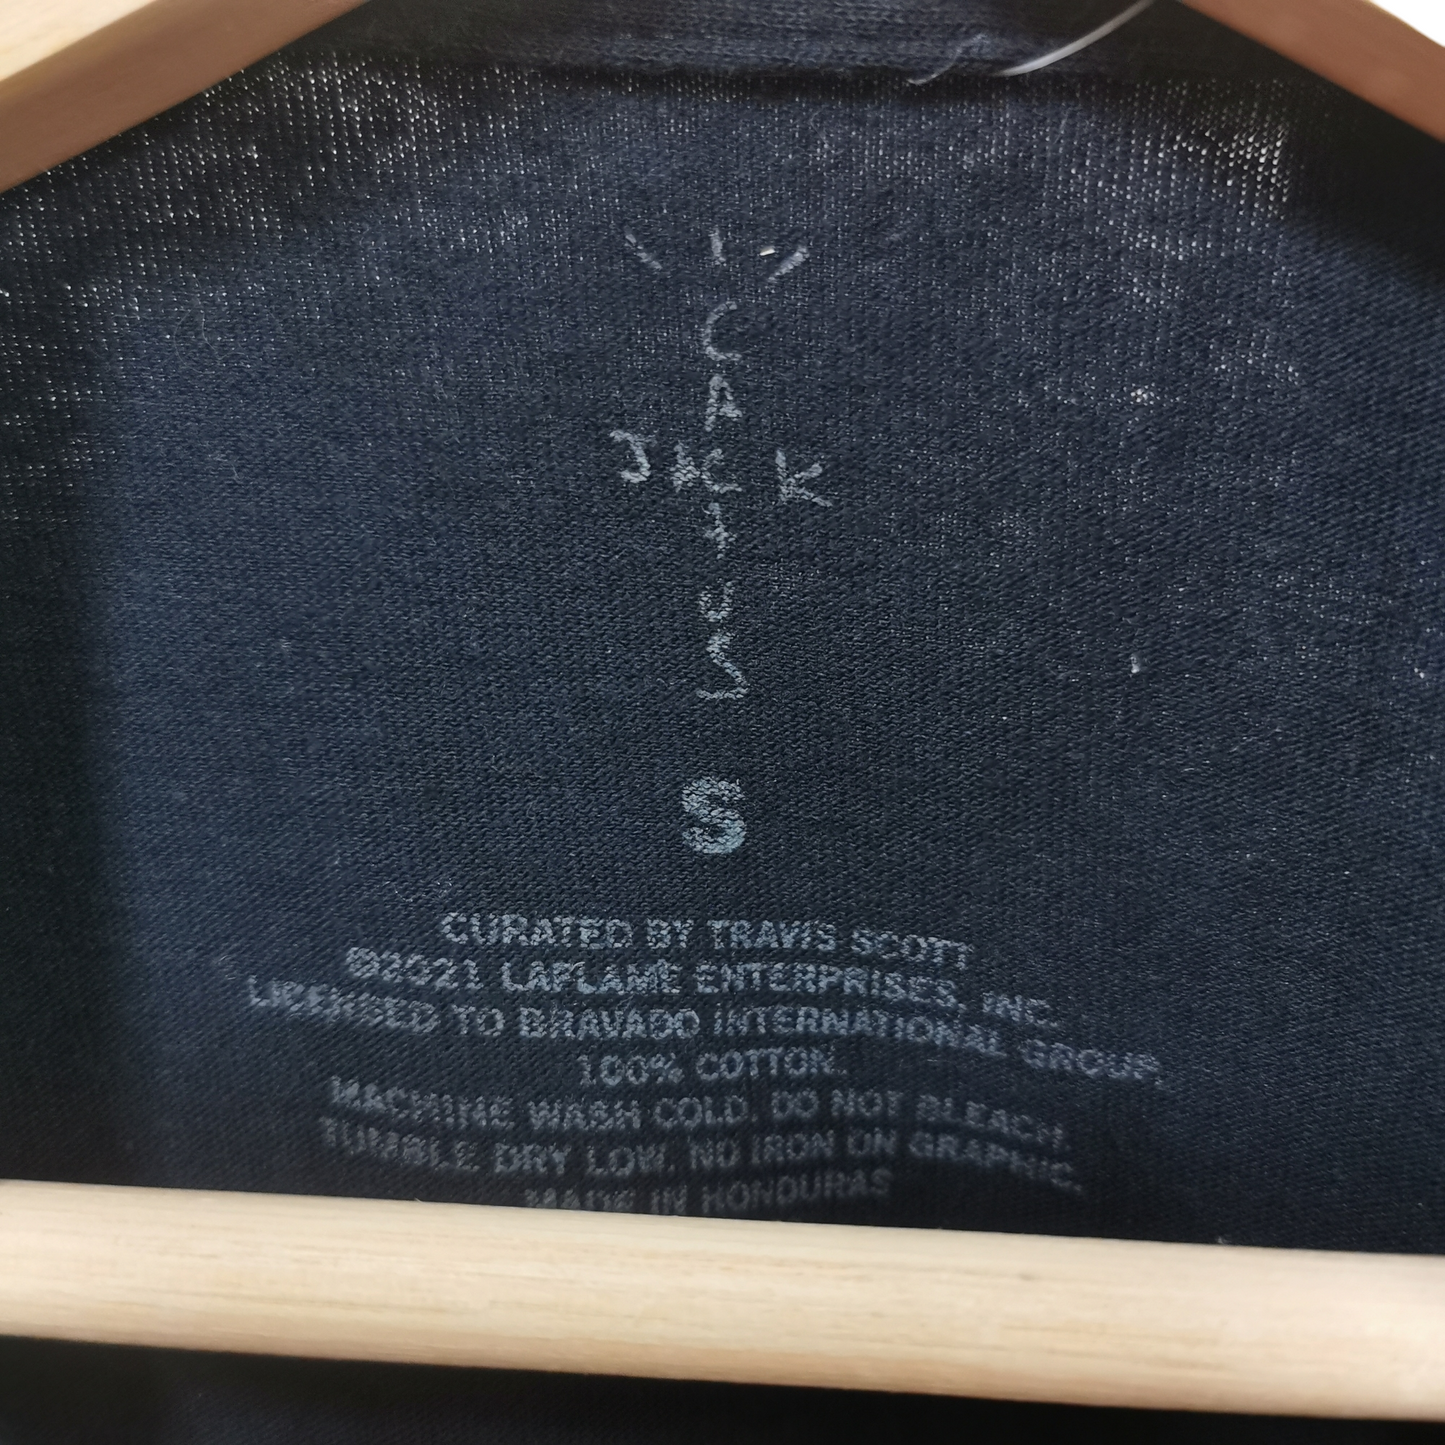 CACTUS
JACK
S
CURATED BY TRAVIS SCOTT
©2021 LAFLAME ENTERPRISES, INC.
LICENSED TO BRAVADO INTERNATIONAL GROUP.
100% COTTON.
MACHINE WASH COLD. DO NOT BLEACH
TUMBLE DRY LOW. NO IRON ON GRAPHIC.
MADE IN HONDURAS